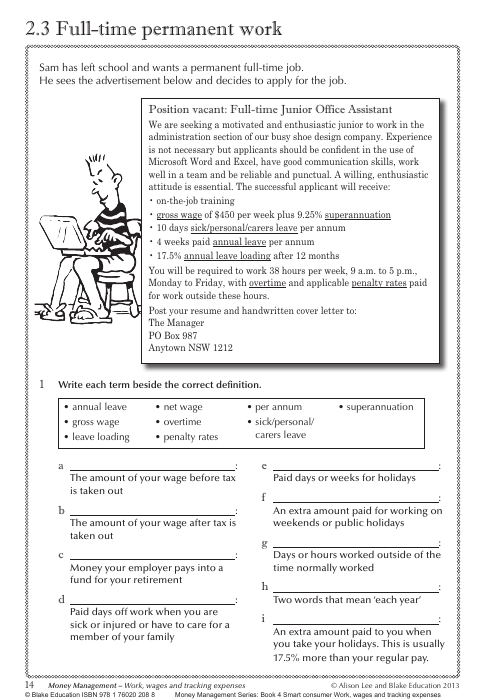 2.3 Full-time permanent work
Sam has left school and wants a permanent full-time job.
He sees the advertisement below and decides to apply for the job.
Position vacant: Full-time Junior Office Assistant
We are seeking a motivated and enthusiastic junior to work in the
administration section of our busy shoe design company. Experience
is not necessary but applicants should be confident in the use of
Microsoft Word and Excel, have good communication skills, work
well in a team and be reliable and punctual. A willing, enthusiastic
attitude is essential. The successful applicant will receive:
• on-the-job training
• gross wage of $450 per week plus 9.25% superannuation
• 10 days sick/personal/carers leave per annum
• 4 weeks paid annual leave per annum
• 17.5% annual leave loading after 12 months
You will be required to work 38 hours per week, 9 a.m. to 5 p.m.,
Monday to Friday, with overtime and applicable penalty rates paid
for work outside these hours.
Post your resume and handwritten cover letter to:
The Manager
PO Box 987
Anytown NSW 1212
1 Write each term beside the correct definition.
• annual leave • net wage • per annum • superannuation
• gross wage • overtime • sick/personal/
• leave loading • penalty rates carers leave
a ____________________:
The amount of your wage before tax
is taken out
b ____________________:
The amount of your wage after tax is
taken out
c ____________________:
Money your employer pays into a
fund for your retirement
d ____________________:
Paid days off work when you are
sick or injured or have to care for a
member of your family
e ____________________:
Paid days or weeks for holidays
f ____________________:
An extra amount paid for working on
weekends or public holidays
g ____________________:
Days or hours worked outside of the
time normally worked
h ____________________:
Two words that mean 'each year'
i ____________________:
An extra amount paid to you when
you take your holidays. This is usually
17.5% more than your regular pay.
14 Money Management – Work, wages and tracking expenses © Alison Lee and Blake Education 2013
© Blake Education ISBN 978 1 76020 208 8 Money Management Series: Book 4 Smart consumer Work, wages and tracking expenses